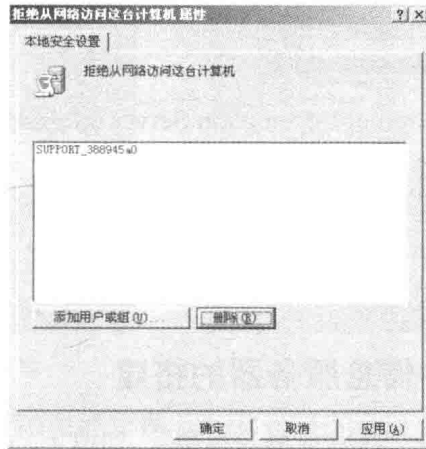 拒绝从网络访问这台计算机 属性
本地安全设置
拒绝从网络访问这台计算机
SUPPORT_388945a0
添加用户或组(U)...
删除(R)
确定
取消
应用(A)